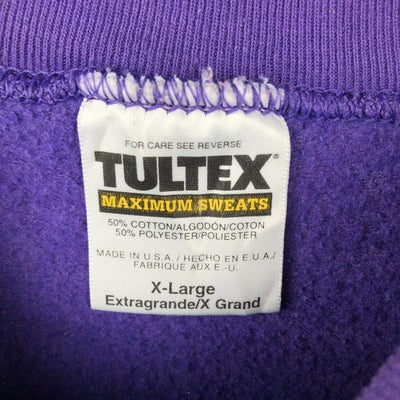 FOR CARE SEE REVERSE
TULTEX®
MAXIMUM SWEATS
50% COTTON/ALGODÓN/COTON
50% POLYESTER/POLIESTER
MADE IN U.S.A. / HECHO EN E.U.A./
FABRIQUE AUX E.-U.
X-Large
Extragrande/X Grand